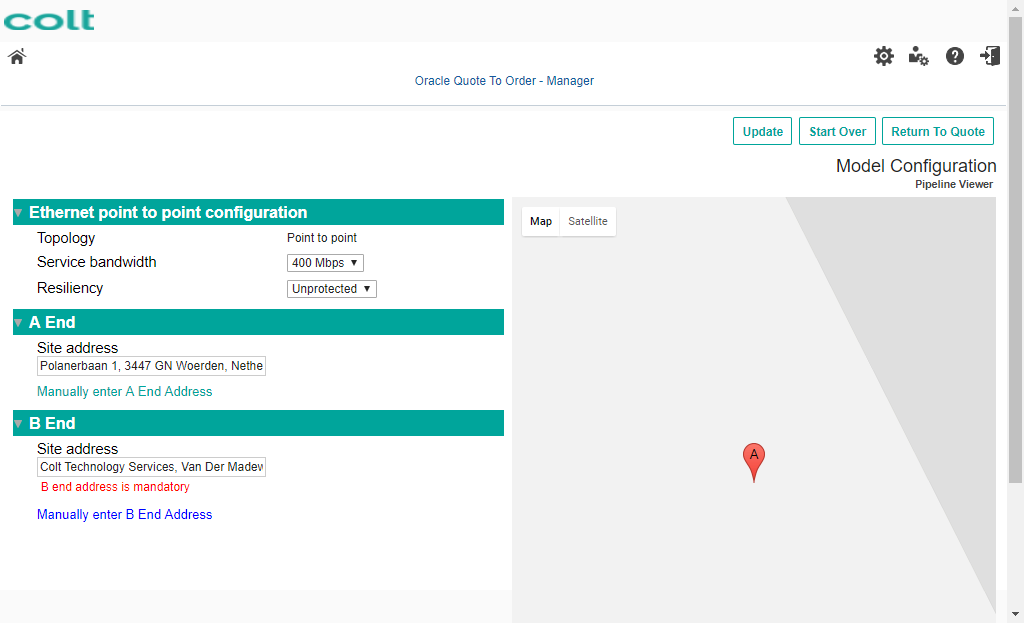 colt
Oracle Quote To Order - Manager
Update Start Over Return To Quote
Model Configuration
Pipeline Viewer
Ethernet point to point configuration
Topology Point to point
Service bandwidth 400 Mbps
Resiliency Unprotected
A End
Site address
Polanerbaan 1, 3447 GN Woerden, Nethe
Manually enter A End Address
B End
Site address
Colt Technology Services, Van Der Madew
B end address is mandatory
Manually enter B End Address
Map Satellite
A